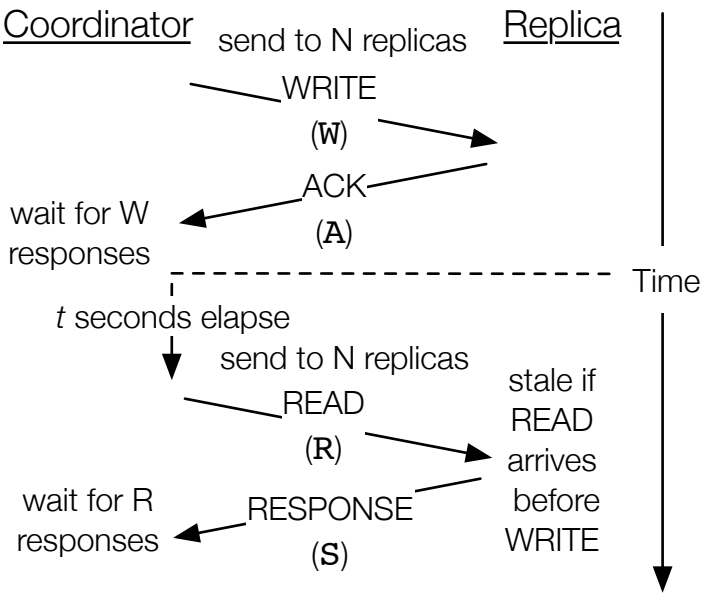 Coordinator
send to N replicas
Replica
WRITE
(W)
ACK
(A)
wait for W
responses
Time
t seconds elapse
send to N replicas
READ
(R)
stale if
READ
arrives
before
WRITE
wait for R
responses
RESPONSE
(S)